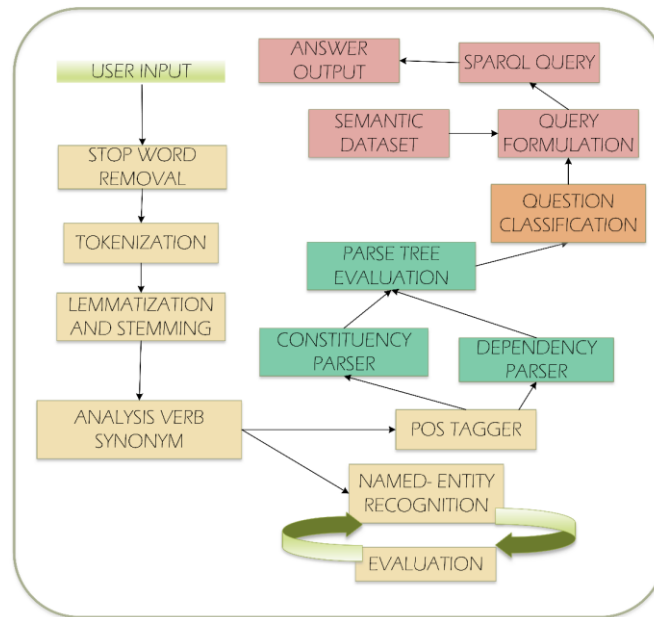 USER INPUT
STOP WORD
REMOVAL
TOKENIZATION
LEMMATIZATION
AND STEMMING
ANALYSIS VERB
SYNONYM
POS TAGGER
NAMED- ENTITY
RECOGNITION
EVALUATION
CONSTITUENCY
PARSER
DEPENDENCY
PARSER
PARSE TREE
EVALUATION
QUESTION
CLASSIFICATION
SEMANTIC
DATASET
QUERY
FORMULATION
SPARQL QUERY
ANSWER
OUTPUT